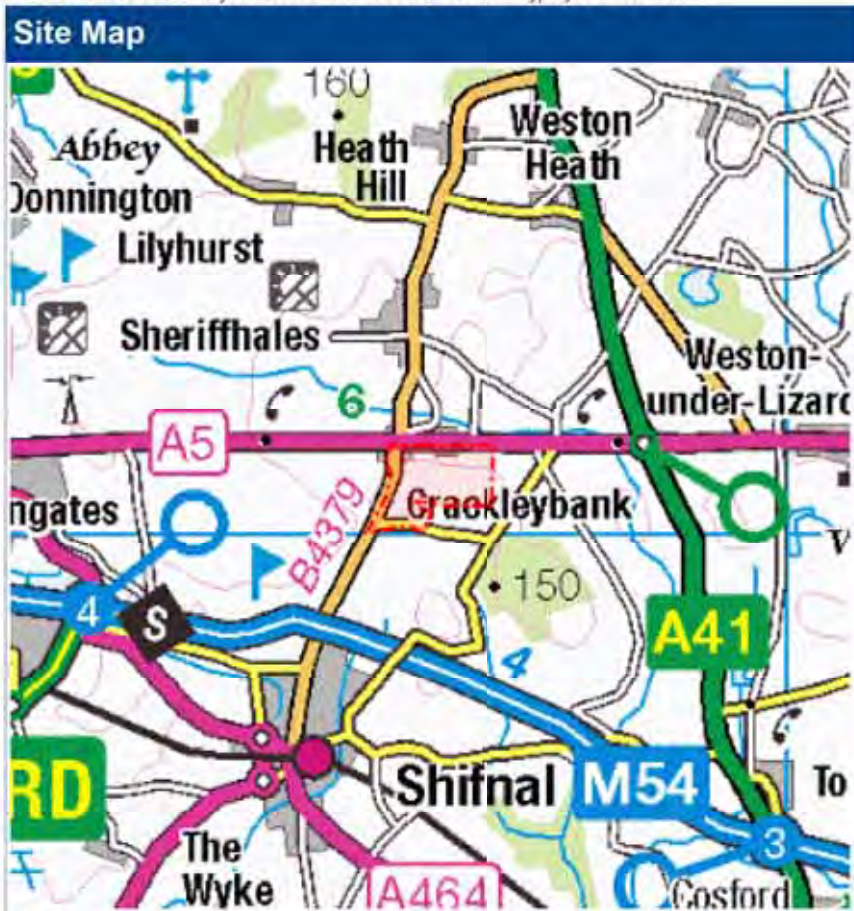 Site Map
160
Abbey
Heath
Hill
Weston
Heath
Donnington
Lilyhurst
Sheriffhales
6
Weston-
under-Lizard
A5
ngates
B4379
Crackleybank
150
4
S
A41
4
RD
Shifnal
M54
To
The
Wyke
A464
3
Cosford